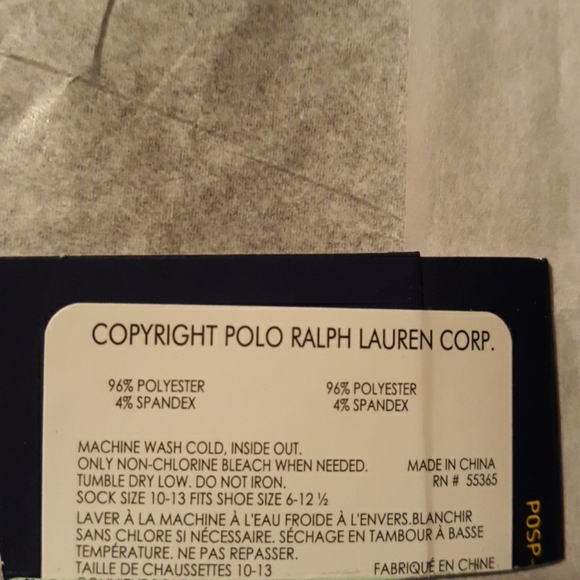 COPYRIGHT POLO RALPH LAUREN CORP.
96% POLYESTER 96% POLYESTER
4% SPANDEX 4% SPANDEX
MACHINE WASH COLD, INSIDE OUT.
ONLY NON-CHLORINE BLEACH WHEN NEEDED. MADE IN CHINA
TUMBLE DRY LOW. DO NOT IRON. RN # 55365
SOCK SIZE 10-13 FITS SHOE SIZE 6-12 ½
LAVER À LA MACHINE À L'EAU FROIDE À L'ENVERS.BLANCHIR
SANS CHLORE SI NÉCESSAIRE. SÉCHAGE EN TAMBOUR À BASSE
TEMPÉRATURE. NE PAS REPASSER.
TAILLE DE CHAUSSETTES 10-13 FABRIQUÉ EN CHINE
POSP-